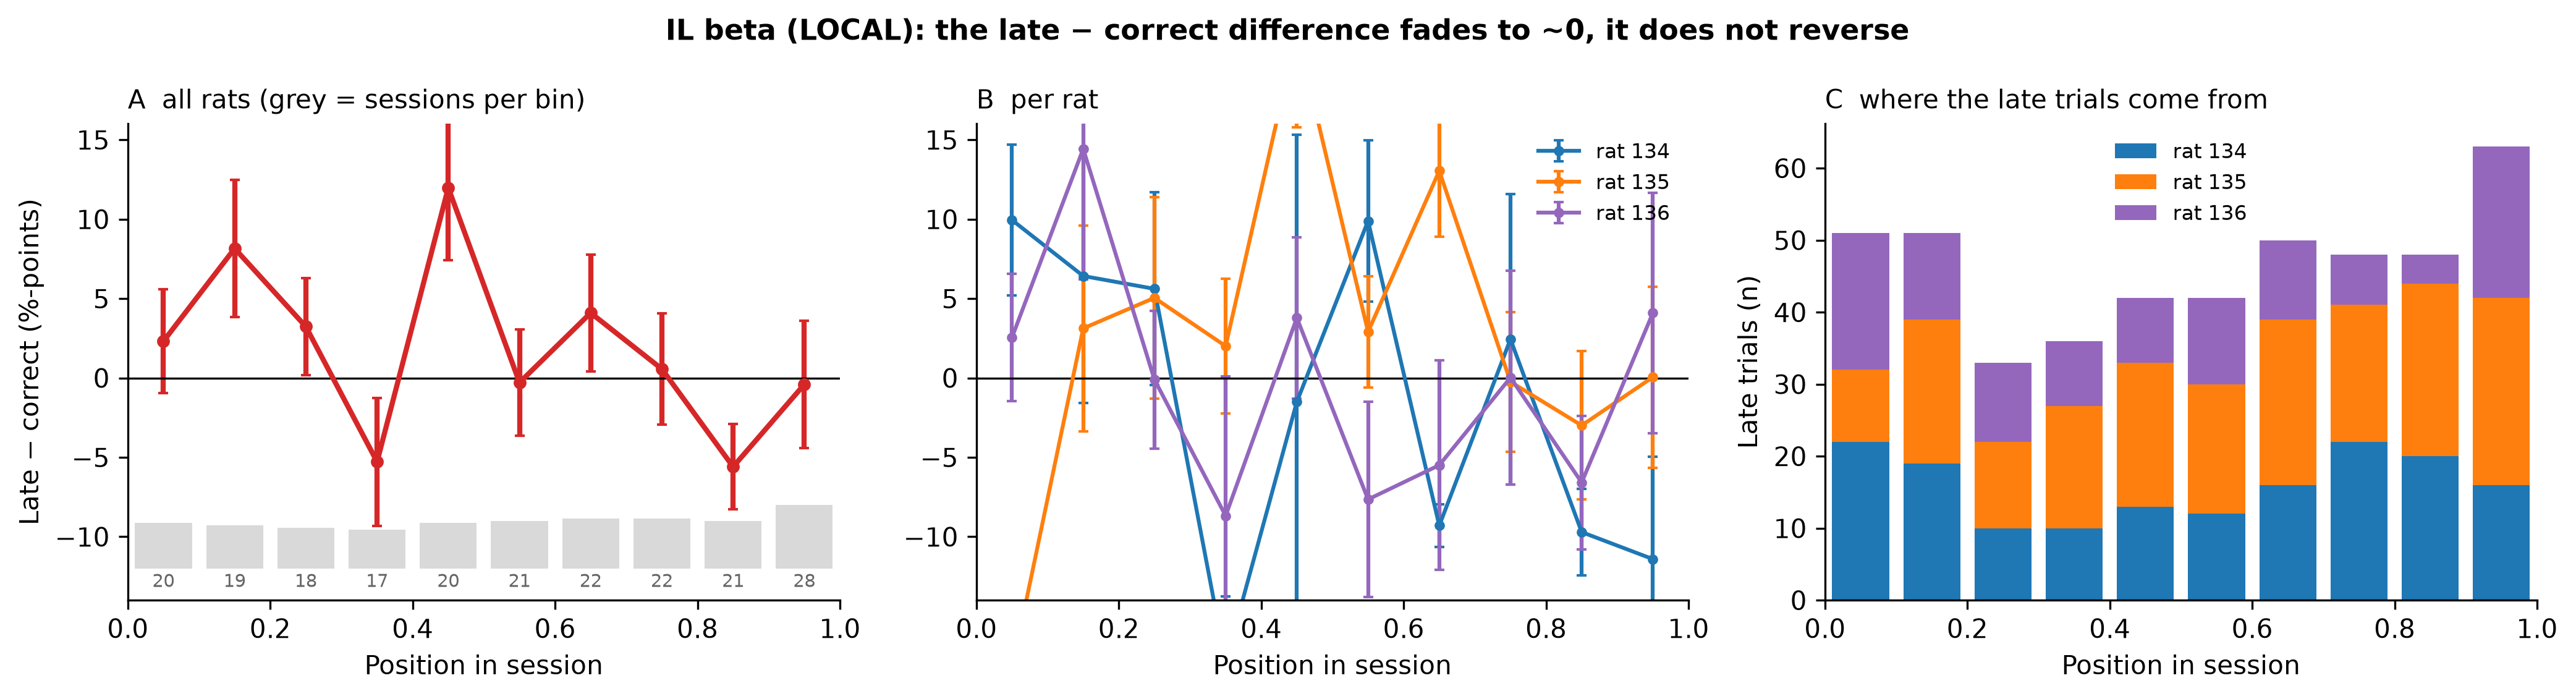 IL beta (LOCAL): the late − correct difference fades to ~0, it does not reverse
A  all rats (grey = sessions per bin)
Late − correct (%-points)
15
10
5
0
−5
−10
20 19 18 17 20 21 22 22 21 28
0.0 0.2 0.4 0.6 0.8 1.0
Position in session
B  per rat
15
10
5
0
−5
−10
rat 134
rat 135
rat 136
0.0 0.2 0.4 0.6 0.8 1.0
Position in session
C  where the late trials come from
Late trials (n)
60
50
40
30
20
10
0
rat 134
rat 135
rat 136
0.0 0.2 0.4 0.6 0.8 1.0
Position in session